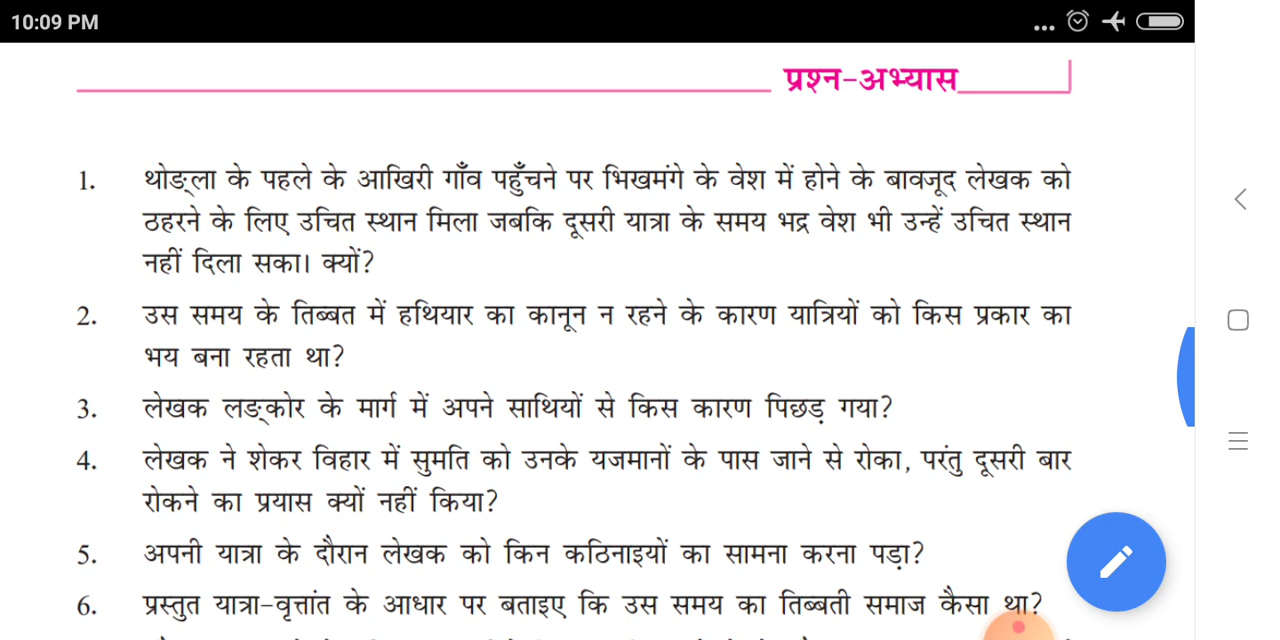 10:09 PM
प्रश्न-अभ्यास
1. थोङ्ला के पहले के आखिरी गाँव पहुँचने पर भिखमंगे के वेश में होने के बावजूद लेखक को
ठहरने के लिए उचित स्थान मिला जबकि दूसरी यात्रा के समय भद्र वेश भी उन्हें उचित स्थान
नहीं दिला सका। क्यों?
2. उस समय के तिब्बत में हथियार का कानून न रहने के कारण यात्रियों को किस प्रकार का
भय बना रहता था?
3. लेखक लङ्कोर के मार्ग में अपने साथियों से किस कारण पिछड़ गया?
4. लेखक ने शेकर विहार में सुमति को उनके यजमानों के पास जाने से रोका, परंतु दूसरी बार
रोकने का प्रयास क्यों नहीं किया?
5. अपनी यात्रा के दौरान लेखक को किन कठिनाइयों का सामना करना पड़ा?
6. प्रस्तुत यात्रा-वृत्तांत के आधार पर बताइए कि उस समय का तिब्बती समाज कैसा था?